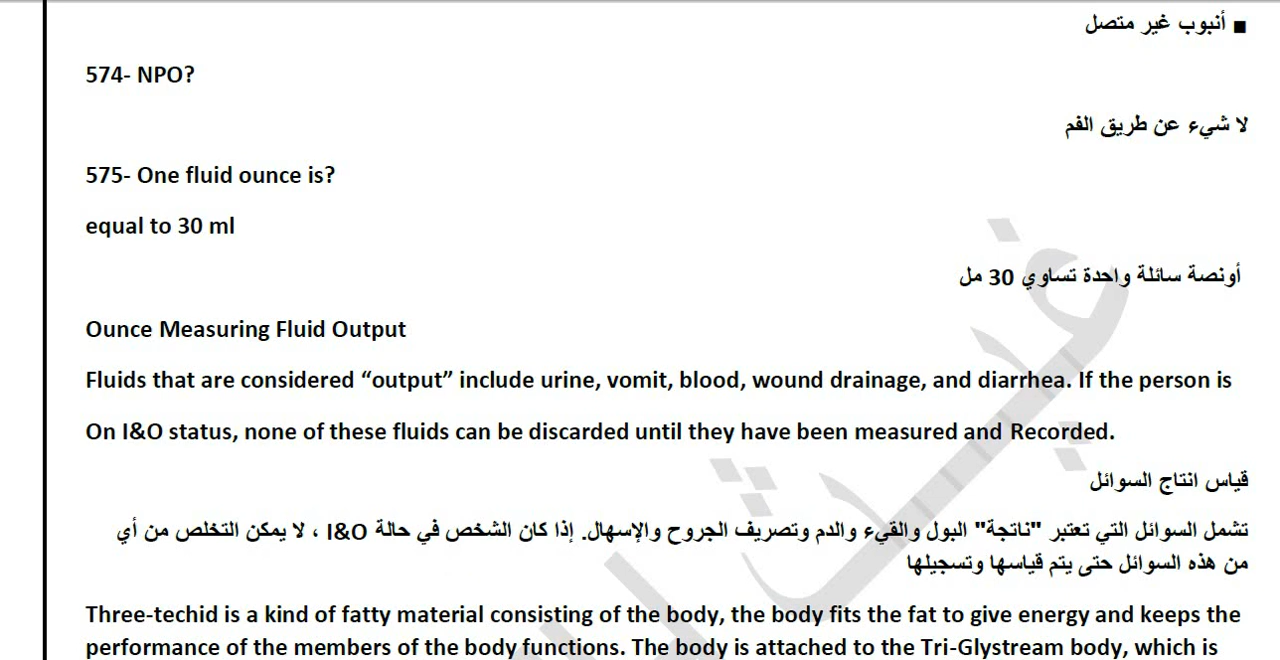 ▪ أنبوب غير متصل
574- NPO?
لا شيء عن طريق الفم
575- One fluid ounce is?
equal to 30 ml
أونصة سائلة واحدة تساوي 30 مل
Ounce Measuring Fluid Output
Fluids that are considered “output” include urine, vomit, blood, wound drainage, and diarrhea. If the person is
On I&O status, none of these fluids can be discarded until they have been measured and Recorded.
قياس انتاج السوائل
تشمل السوائل التي تعتبر "ناتجة" البول والقيء والدم وتصريف الجروح والإسهال. إذا كان الشخص في حالة I&O ، لا يمكن التخلص من أي
من هذه السوائل حتى يتم قياسها وتسجيلها
Three-techid is a kind of fatty material consisting of the body, the body fits the fat to give energy and keeps the
performance of the members of the body functions. The body is attached to the Tri-Glystream body, which is